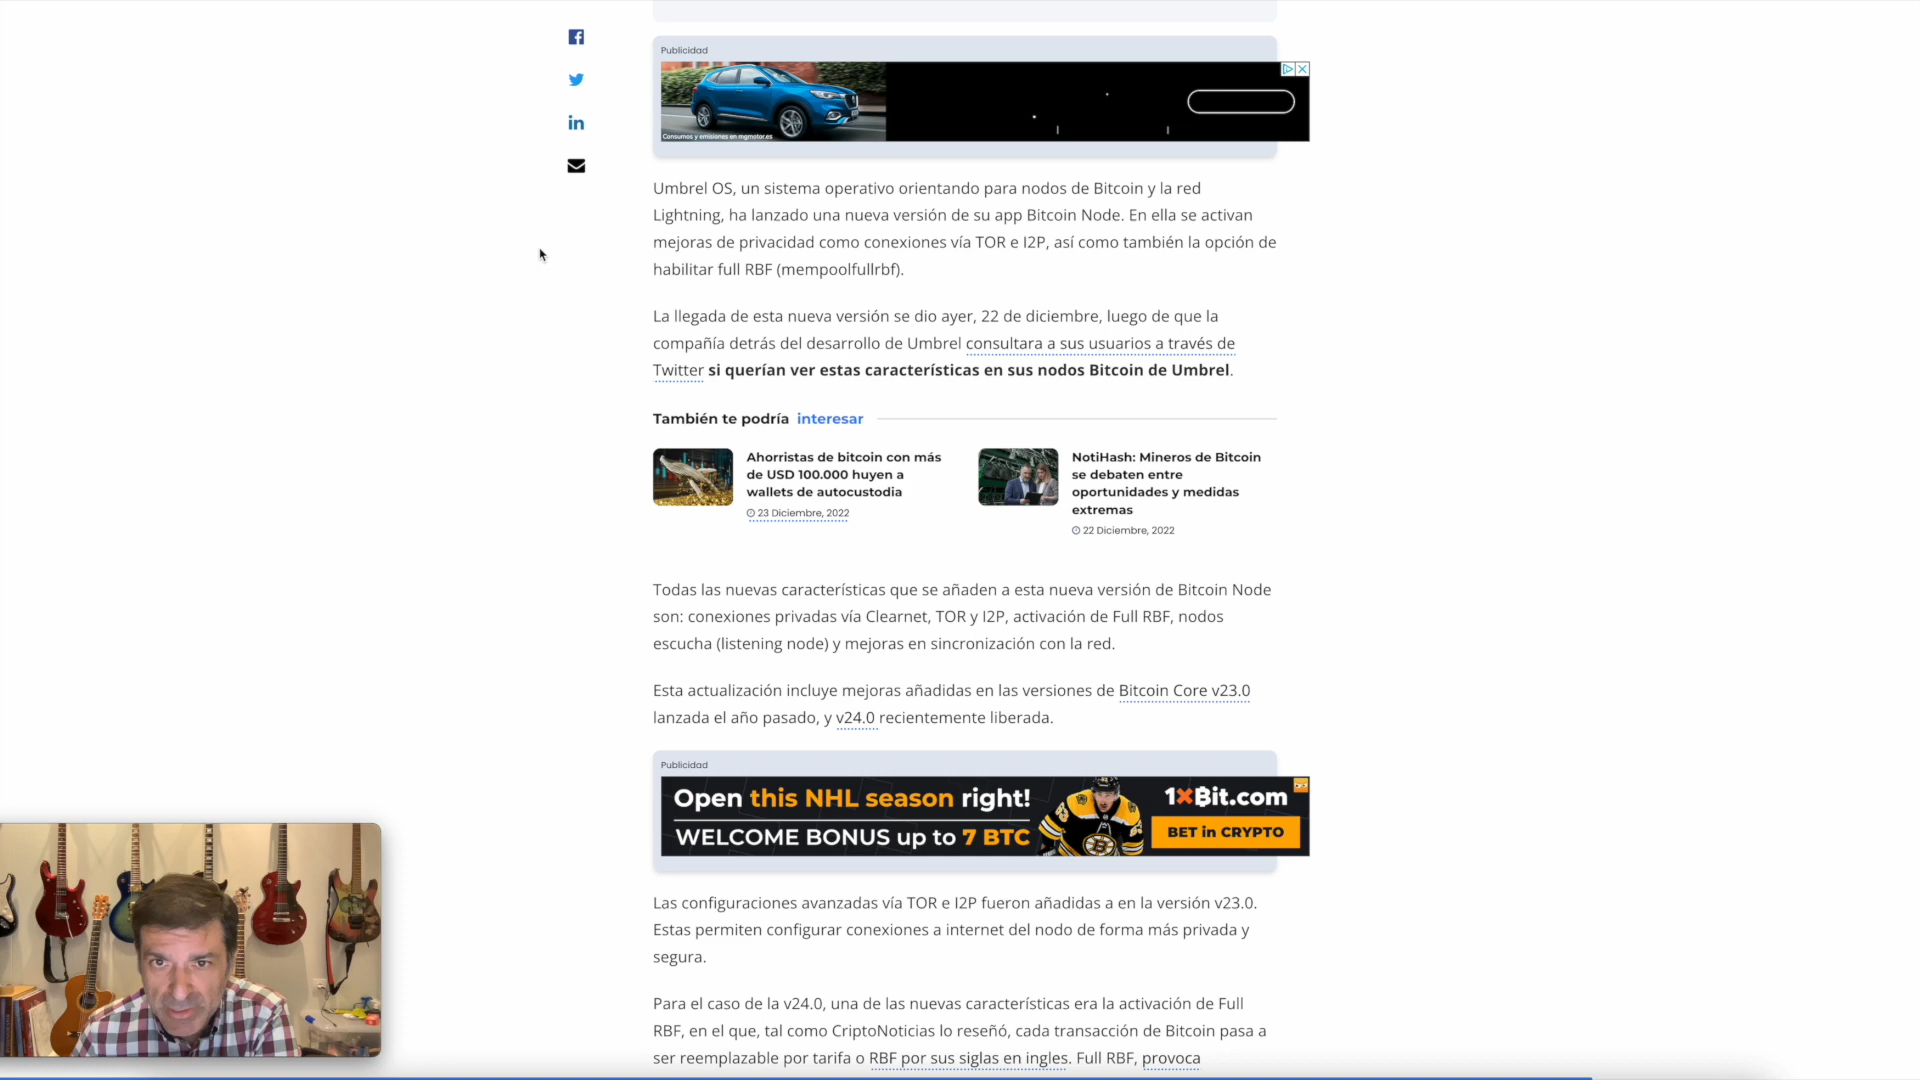 Publicidad
Consumos y emisiones en mgmotor.es
Umbrel OS, un sistema operativo orientando para nodos de Bitcoin y la red
Lightning, ha lanzado una nueva versión de su app Bitcoin Node. En ella se activan
mejoras de privacidad como conexiones vía TOR e I2P, así como también la opción de
habilitar full RBF (mempoolfullrbf).
La llegada de esta nueva versión se dio ayer, 22 de diciembre, luego de que la
compañía detrás del desarrollo de Umbrel consultara a sus usuarios a través de
Twitter si querían ver estas características en sus nodos Bitcoin de Umbrel.
También te podría interesar
Ahorristas de bitcoin con más
de USD 100.000 huyen a
wallets de autocustodia
23 Diciembre, 2022
NotiHash: Mineros de Bitcoin
se debaten entre
oportunidades y medidas
extremas
22 Diciembre, 2022
Todas las nuevas características que se añaden a esta nueva versión de Bitcoin Node
son: conexiones privadas vía Clearnet, TOR y I2P, activación de Full RBF, nodos
escucha (listening node) y mejoras en sincronización con la red.
Esta actualización incluye mejoras añadidas en las versiones de Bitcoin Core v23.0
lanzada el año pasado, y v24.0 recientemente liberada.
Publicidad
Open this NHL season right!
WELCOME BONUS up to 7 BTC
1XBit.com
BET in CRYPTO
Las configuraciones avanzadas vía TOR e I2P fueron añadidas a en la versión v23.0.
Estas permiten configurar conexiones a internet del nodo de forma más privada y
segura.
Para el caso de la v24.0, una de las nuevas características era la activación de Full
RBF, en el que, tal como CriptoNoticias lo reseñó, cada transacción de Bitcoin pasa a
ser reemplazable por tarifa o RBF por sus siglas en ingles. Full RBF, provoca